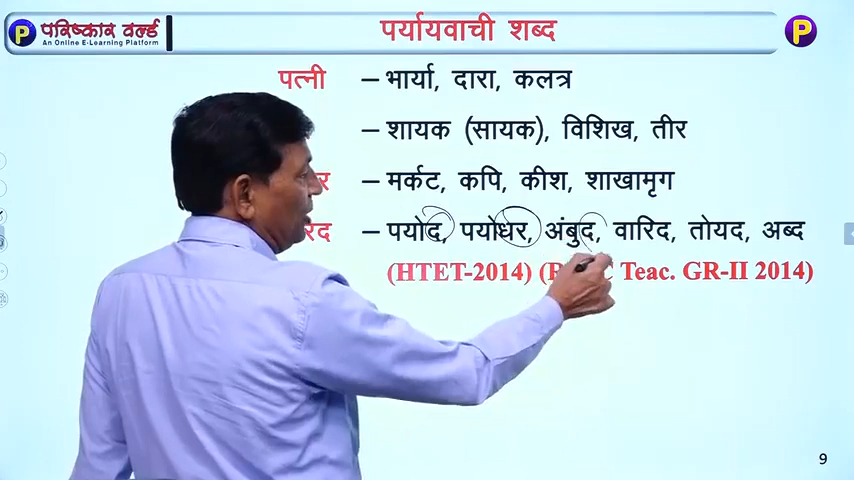 P परिष्कार वर्ल्ड
An Online E-Learning Platform
पर्यायवाची शब्द
P
पत्नी – भार्या, दारा, कलत्र
– शायक (सायक), विशिख, तीर
– मर्कट, कपि, कीश, शाखामृग
– पयोद, पयोधर, अंबुद, वारिद, तोयद, अब्द
(HTET-2014) Teac. GR-II 2014)
9